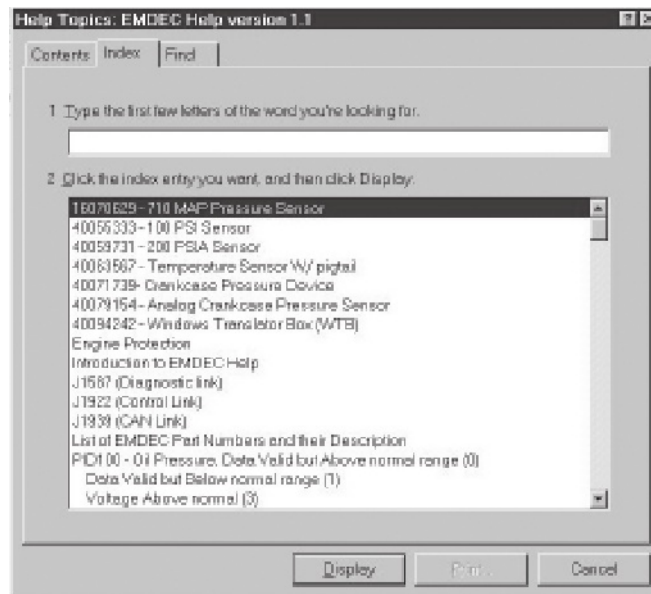 Help Topics: EMDEC Help version 1.1
Contents Index Find
1 Type the first few letters of the word you're looking for.
2 Click the index entry you want, and then click Display.
16070629 - 710 MAP Pressure Sensor
40055333 - 100 PSI Sensor
40059731 - 200 PSIA Sensor
40063567 - Temperature Sensor W/ pigtail
40071739- Crankcase Pressure Device
40079154 - Analog Crankcase Pressure Sensor
40094242 - Windows Translator Box (WTB)
Engine Protection
Introduction to EMDEC Help
J1587 (Diagnostic link)
J1922 (Control Link)
J1939 (CAN Link)
List of EMDEC Part Numbers and their Description
PID100 - Oil Pressure, Data Valid but Above normal range (0)
Data Valid but Below normal range (1)
Voltage Above normal (3)
Display Print... Cancel